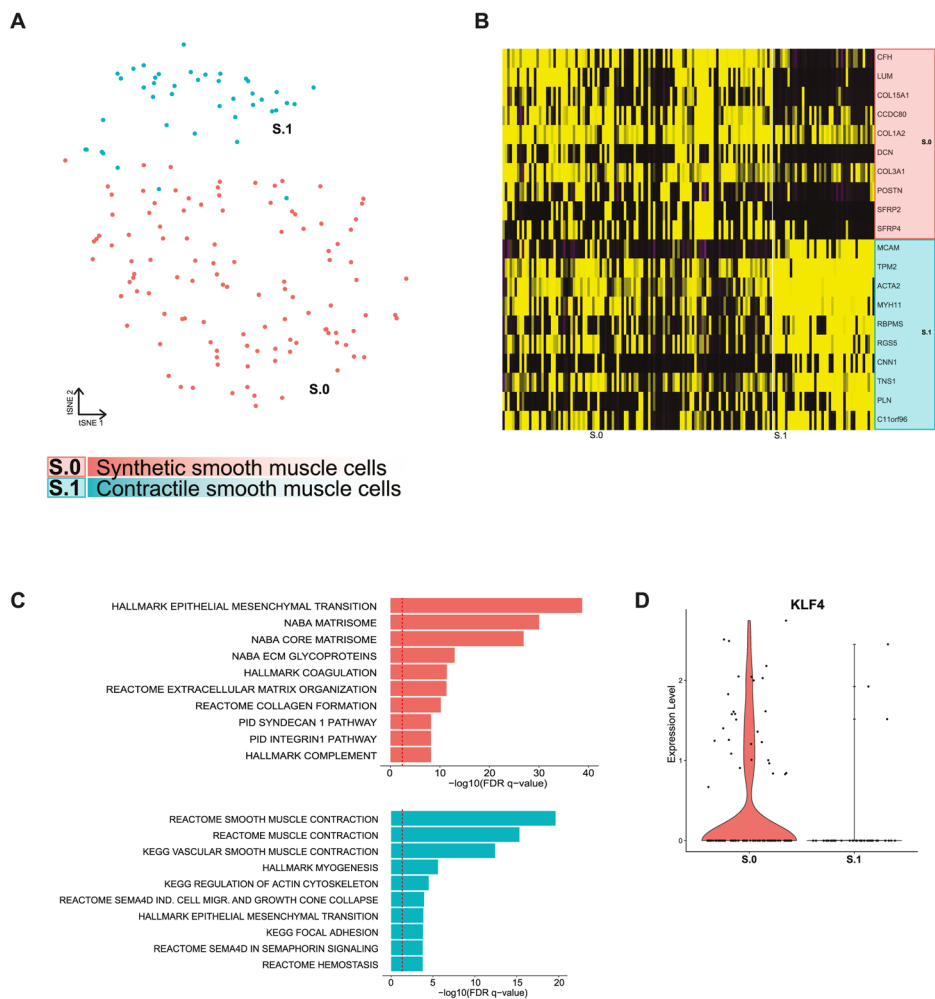 A
S.1
S.0
tSNE 2
tSNE 1
S.0 Synthetic smooth muscle cells
S.1 Contractile smooth muscle cells
B
CFH
LUM
COL15A1
CCDC80
COL1A2
DCN
COL3A1
POSTN
SFRP2
SFRP4
S.0
MCAM
TPM2
ACTA2
MYH11
RBPMS
RGS5
CNN1
TNS1
PLN
C11orf96
S.1
S.0 S.1
C
HALLMARK EPITHELIAL MESENCHYMAL TRANSITION
NABA MATRISOME
NABA CORE MATRISOME
NABA ECM GLYCOPROTEINS
HALLMARK COAGULATION
REACTOME EXTRACELLULAR MATRIX ORGANIZATION
REACTOME COLLAGEN FORMATION
PID SYNDECAN 1 PATHWAY
PID INTEGRIN1 PATHWAY
HALLMARK COMPLEMENT
0 10 20 30 40
−log10(FDR q−value)
REACTOME SMOOTH MUSCLE CONTRACTION
REACTOME MUSCLE CONTRACTION
KEGG VASCULAR SMOOTH MUSCLE CONTRACTION
HALLMARK MYOGENESIS
KEGG REGULATION OF ACTIN CYTOSKELETON
REACTOME SEMA4D IND. CELL MIGR. AND GROWTH CONE COLLAPSE
HALLMARK EPITHELIAL MESENCHYMAL TRANSITION
KEGG FOCAL ADHESION
REACTOME SEMA4D IN SEMAPHORIN SIGNALING
REACTOME HEMOSTASIS
0 5 10 15 20
−log10(FDR q−value)
D
KLF4
Expression Level
2
1
0
S.0 S.1